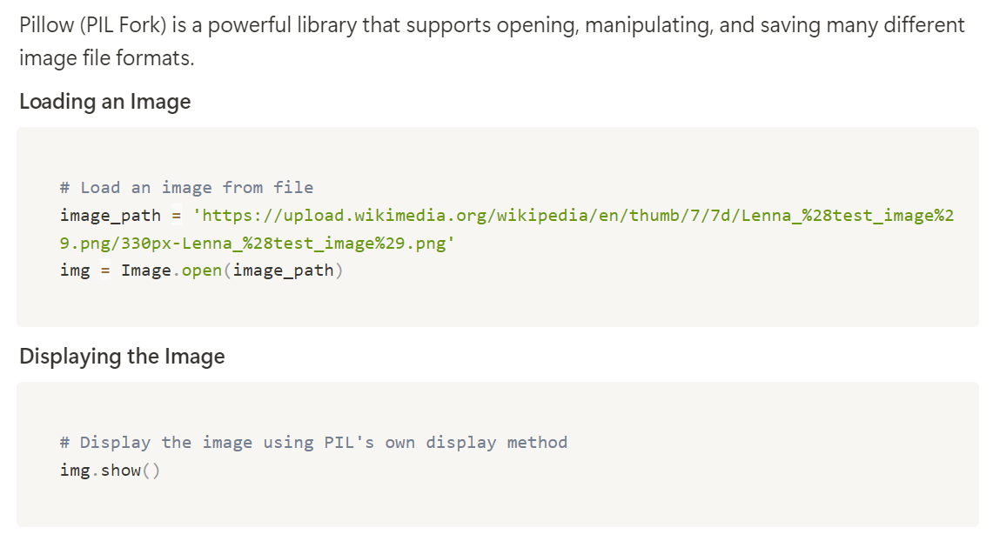 Pillow (PIL Fork) is a powerful library that supports opening, manipulating, and saving many different
image file formats.
Loading an Image
# Load an image from file
image_path = 'https://upload.wikimedia.org/wikipedia/en/thumb/7/7d/Lenna_%28test_image%2
9.png/330px-Lenna_%28test_image%29.png'
img = Image.open(image_path)
Displaying the Image
# Display the image using PIL's own display method
img.show()